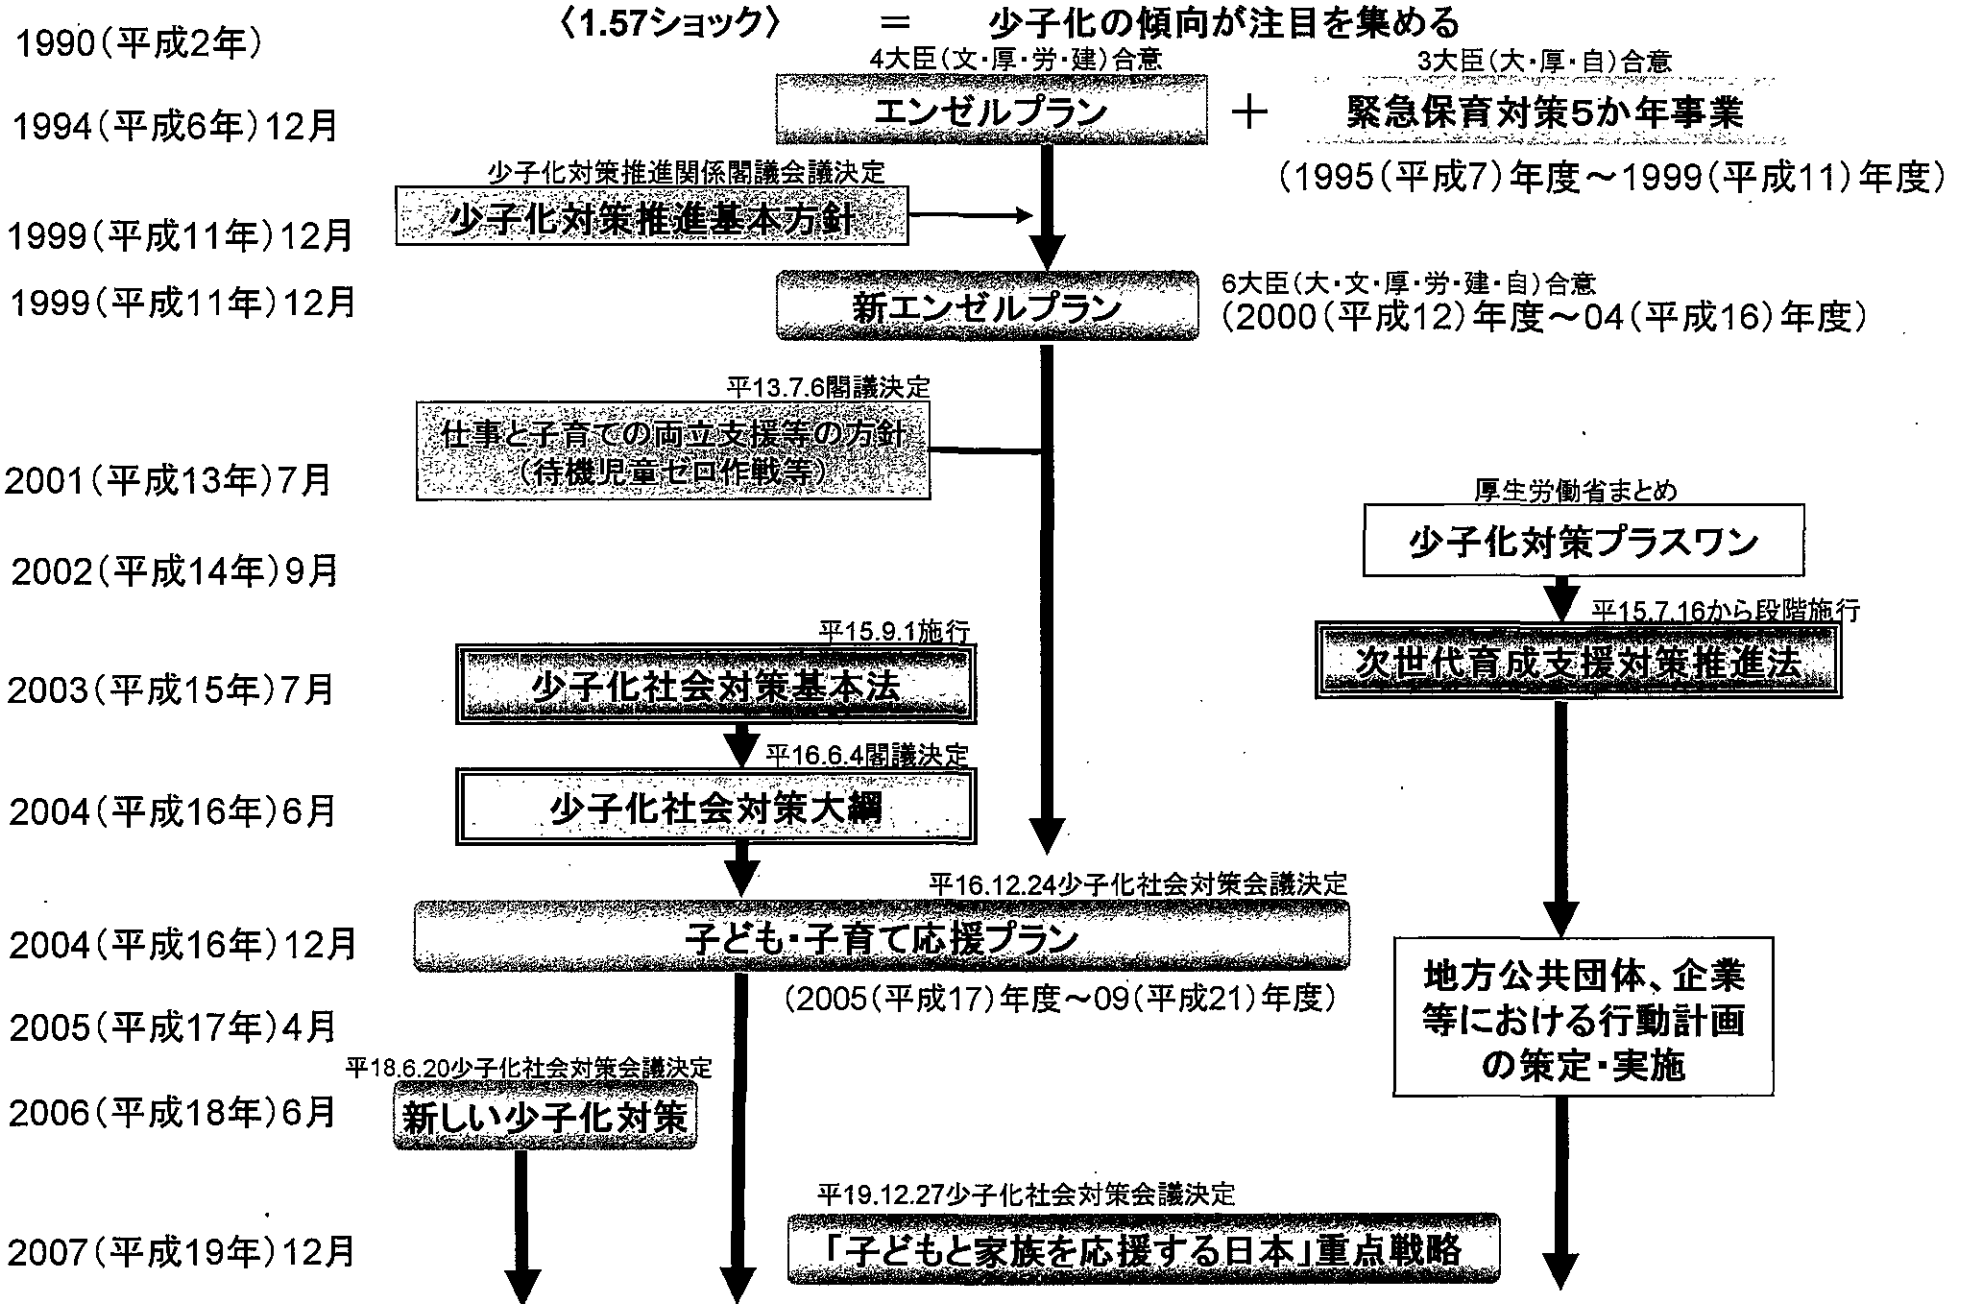 1990(平成2年)
〈1.57ショック〉 = 少子化の傾向が注目を集める
4大臣(文・厚・労・建)合意
3大臣(大・厚・自)合意
1994(平成6年)12月
エンゼルプラン
+
緊急保育対策5か年事業
(1995(平成7)年度～1999(平成11)年度)
少子化対策推進関係閣議会議決定
1999(平成11年)12月
少子化対策推進基本方針
1999(平成11年)12月
新エンゼルプラン
6大臣(大・文・厚・労・建・自)合意
(2000(平成12)年度～04(平成16)年度)
平13.7.6閣議決定
2001(平成13年)7月
仕事と子育ての両立支援等の方針
(待機児童ゼロ作戦等)
厚生労働省まとめ
2002(平成14年)9月
少子化対策プラスワン
平15.9.1施行
平15.7.16から段階施行
2003(平成15年)7月
少子化社会対策基本法
次世代育成支援対策推進法
平16.6.4閣議決定
2004(平成16年)6月
少子化社会対策大綱
平16.12.24少子化社会対策会議決定
2004(平成16年)12月
子ども・子育て応援プラン
(2005(平成17)年度～09(平成21)年度)
2005(平成17年)4月
地方公共団体、企業
等における行動計画
の策定・実施
平18.6.20少子化社会対策会議決定
2006(平成18年)6月
新しい少子化対策
平19.12.27少子化社会対策会議決定
2007(平成19年)12月
「子どもと家族を応援する日本」重点戦略